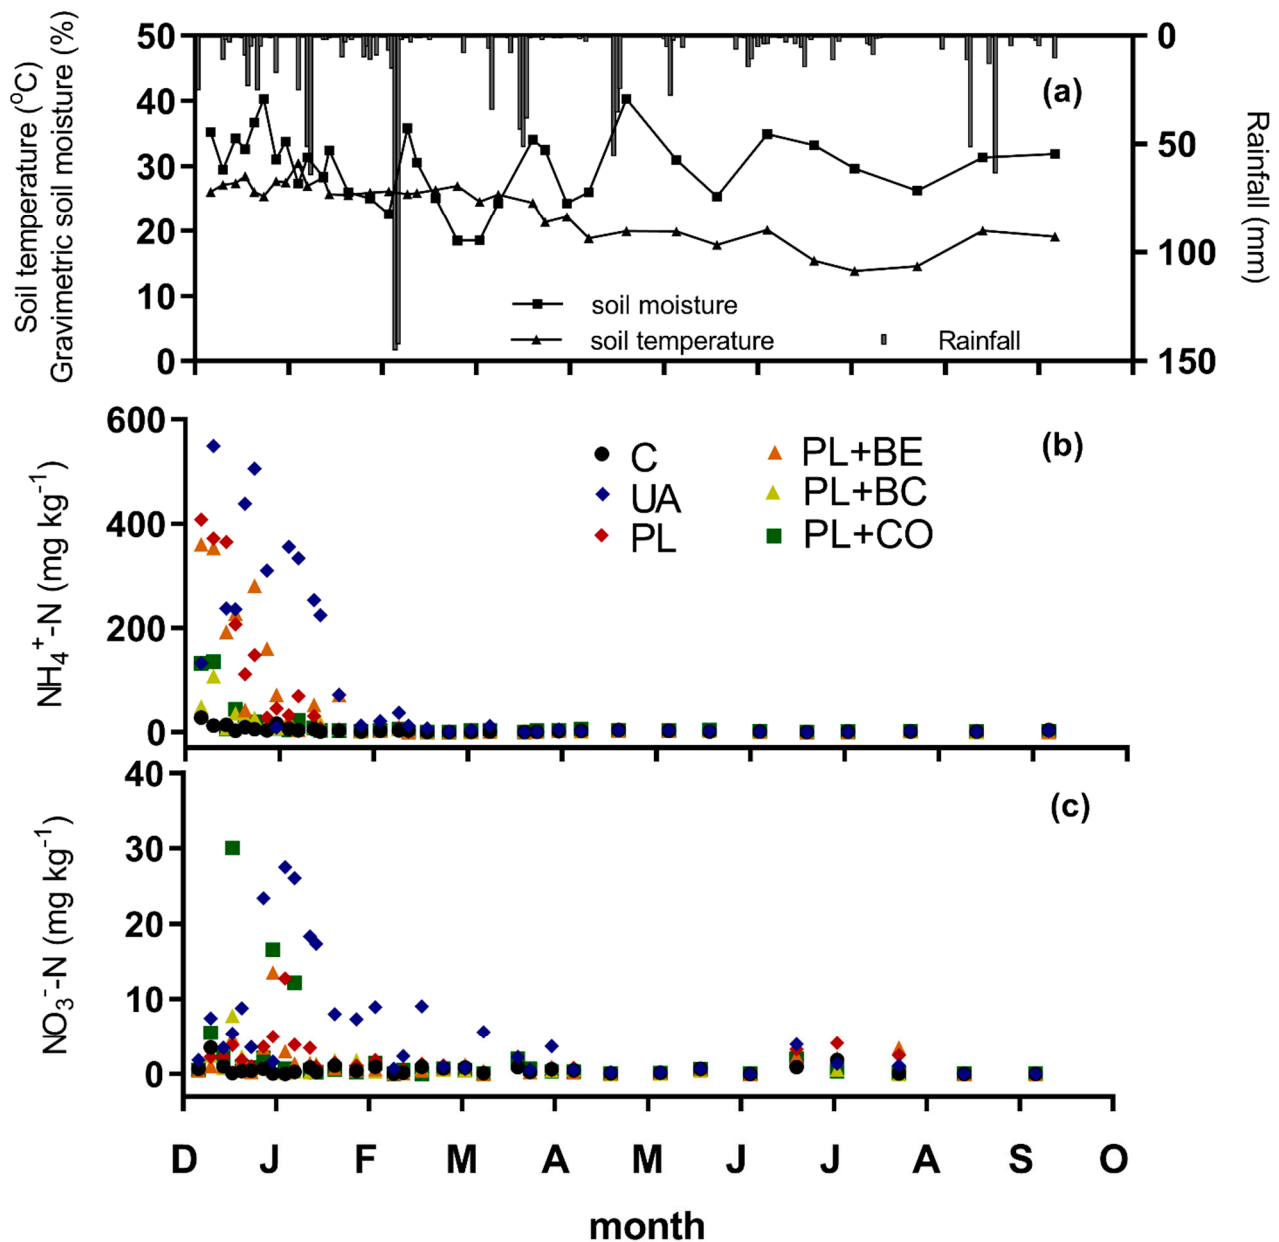 Soil temperature (°C)
Gravimetric soil moisture (%)
50
40
30
20
10
0
0
50
100
150
Rainfall (mm)
(a)
soil moisture
soil temperature
Rainfall
NH₄⁺-N (mg kg⁻¹)
600
400
200
0
(b)
C
UA
PL
PL+BE
PL+BC
PL+CO
NO₃⁻-N (mg kg⁻¹)
40
30
20
10
0
(c)
D J F M A M J J A S O
month